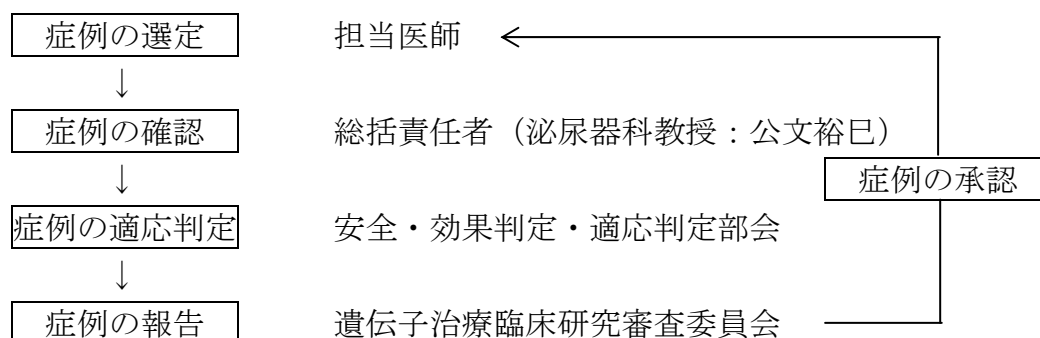 症例の選定 担当医師
↓
症例の確認 総括責任者（泌尿器科教授：公文裕巳）
↓
症例の承認
症例の適応判定 安全・効果判定・適応判定部会
↓
症例の報告 遺伝子治療臨床研究審査委員会